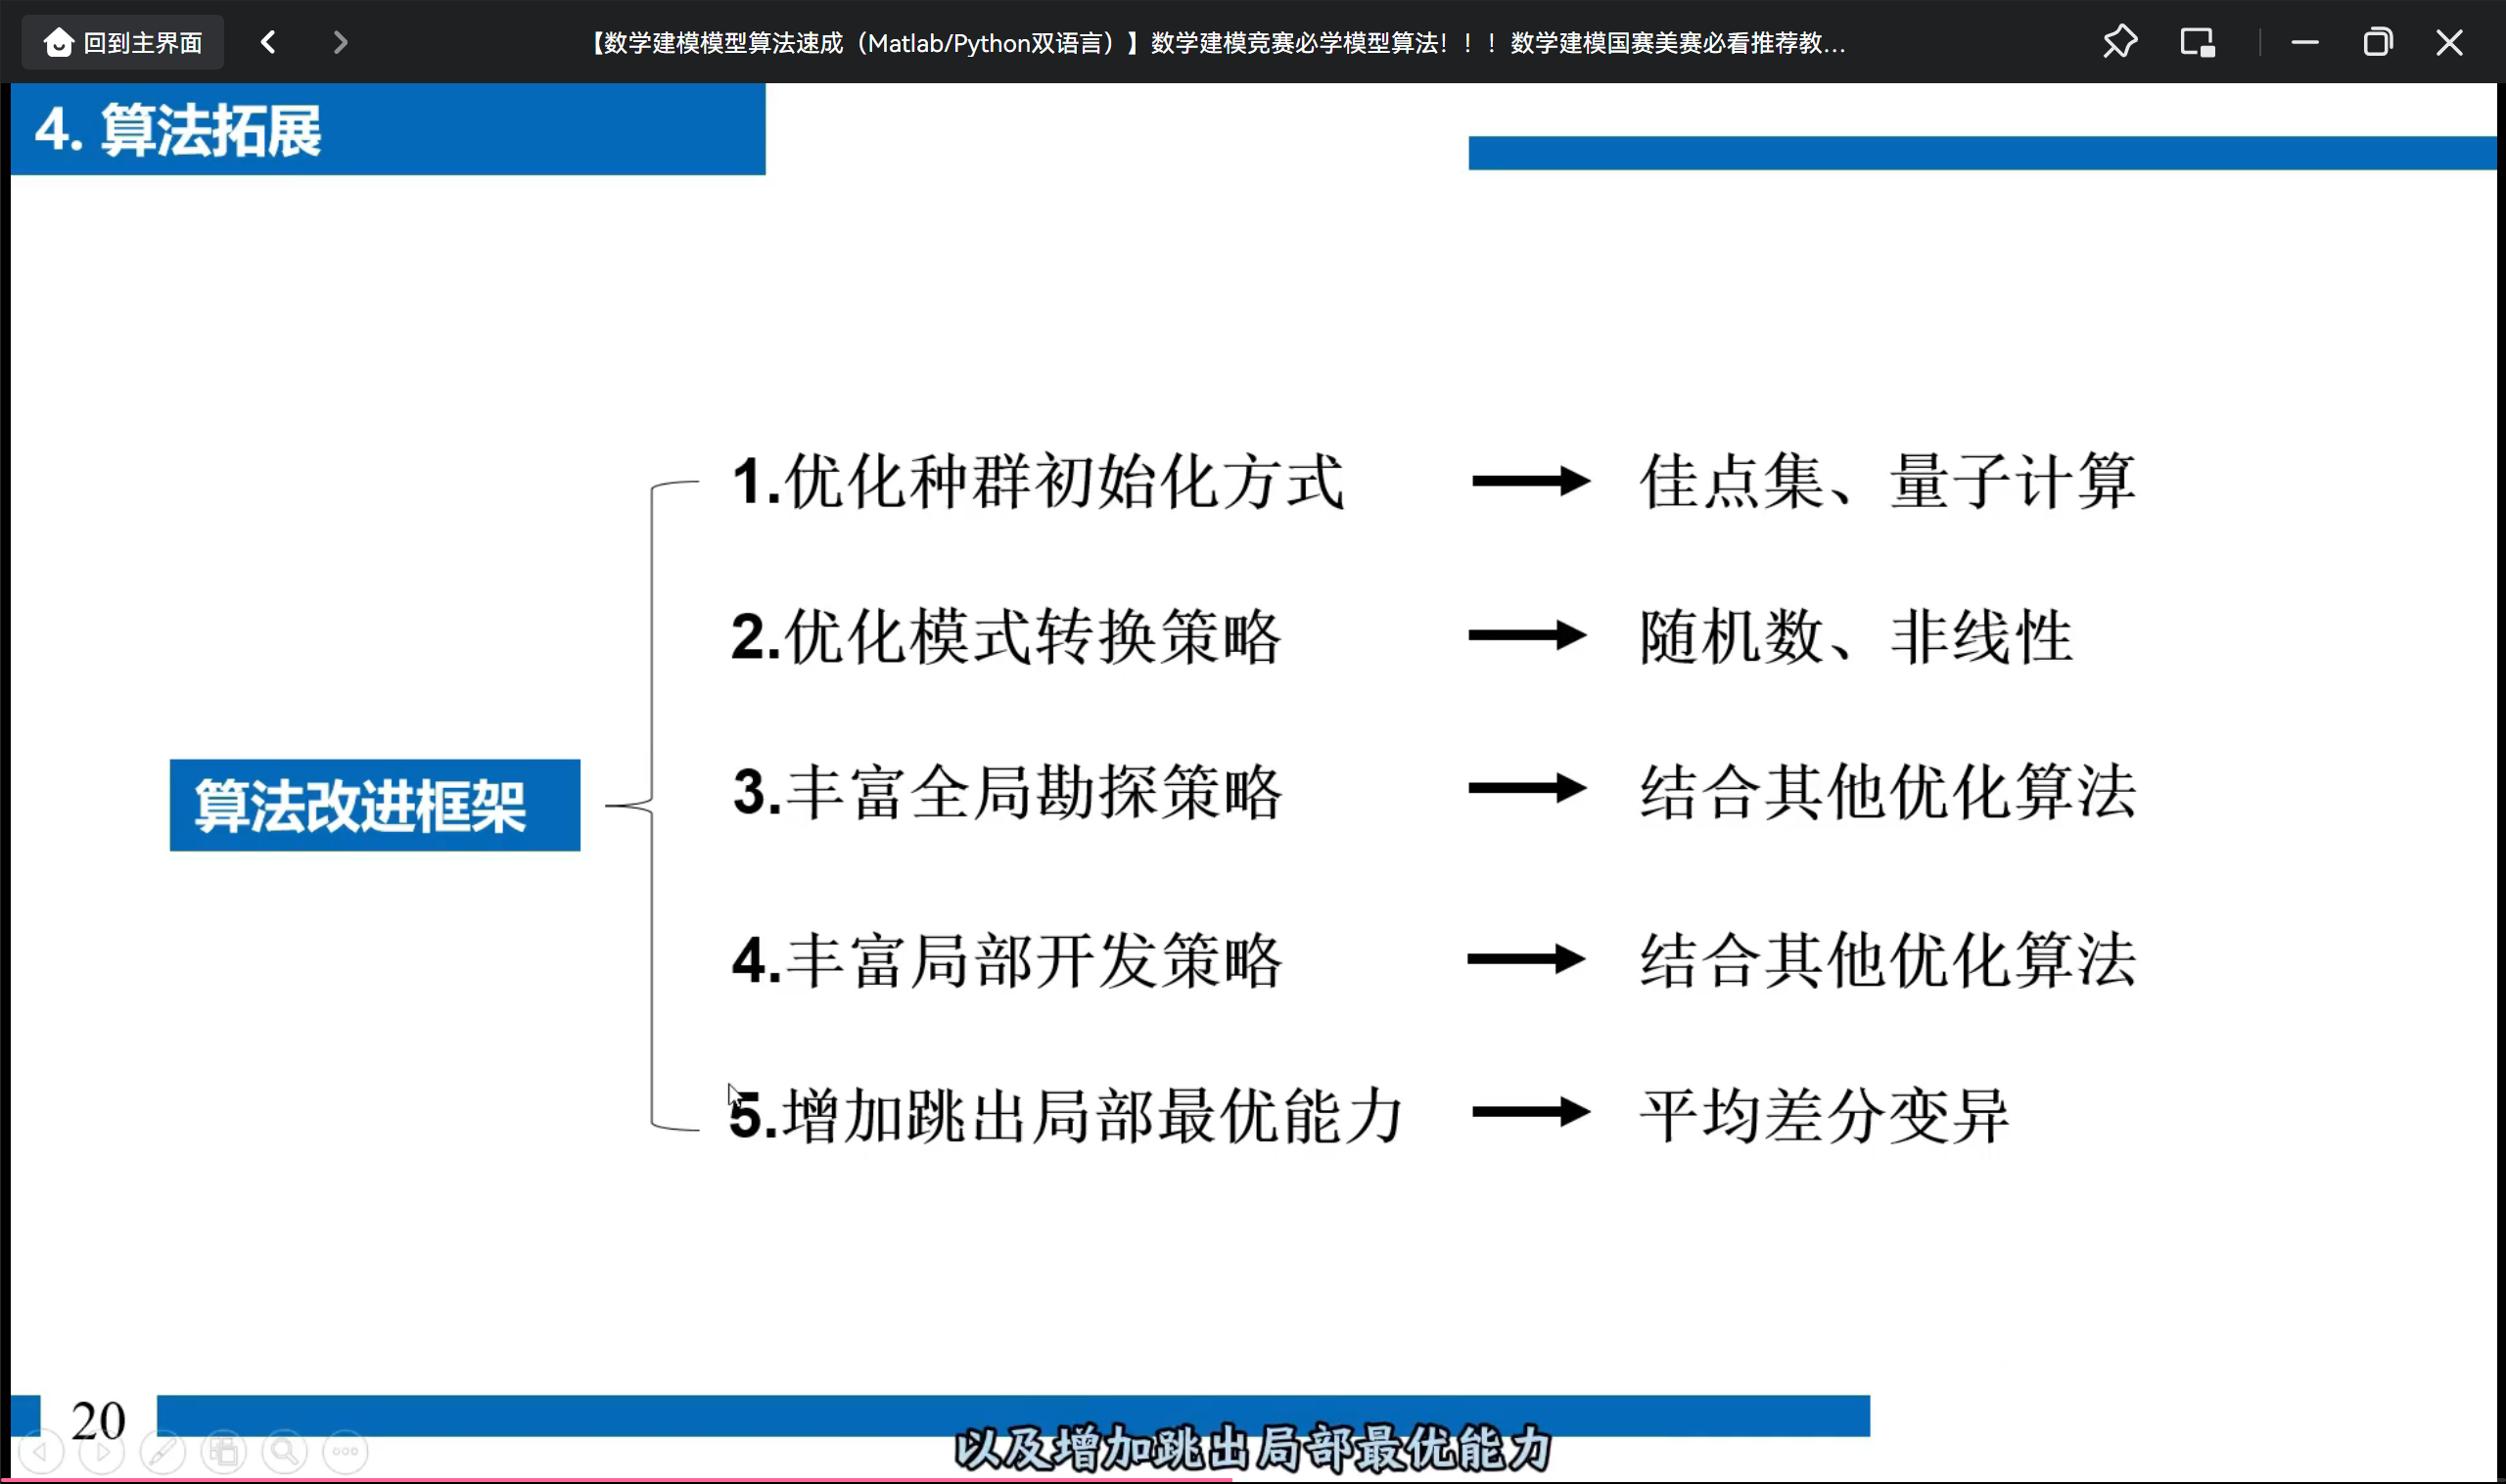 回到主界面
【数学建模模型算法速成（Matlab/Python双语言）】数学建模竞赛必学模型算法！！！数学建模国赛美赛必看推荐教...
4. 算法拓展
1.优化种群初始化方式 → 佳点集、量子计算
2.优化模式转换策略 → 随机数、非线性
3.丰富全局勘探策略 → 结合其他优化算法
算法改进框架
4.丰富局部开发策略 → 结合其他优化算法
5.增加跳出局部最优能力 → 平均差分变异
20
以及增加跳出局部最优能力